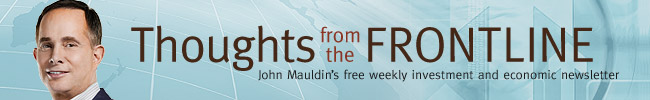 Thoughts from the FRONTLINE
John Mauldin's free weekly investment and economic newsletter